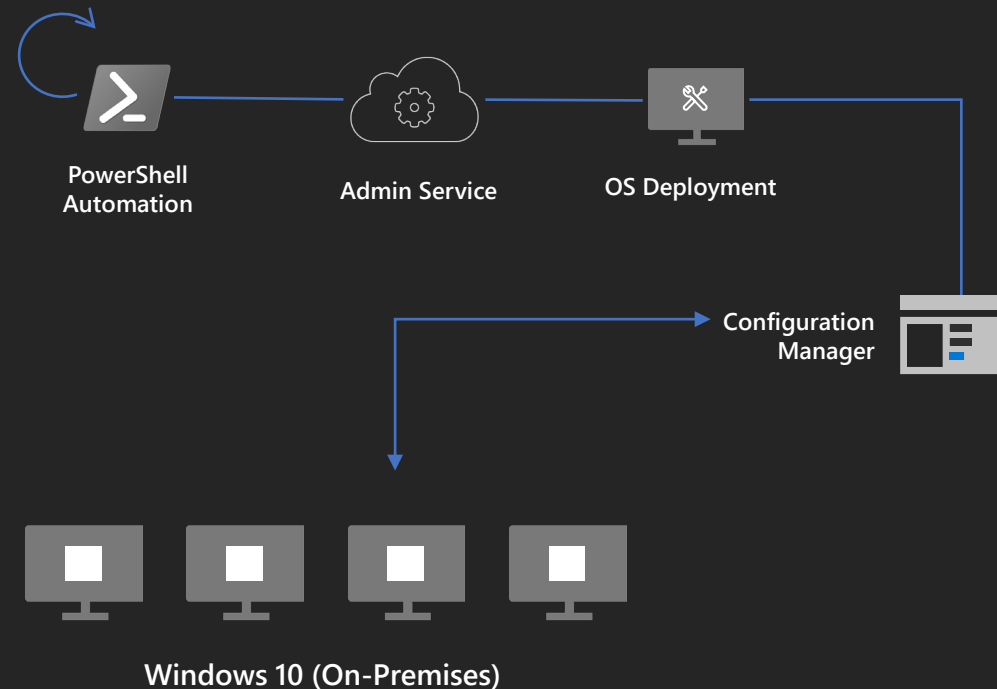 PowerShell
Automation
Admin Service
OS Deployment
Configuration
Manager
Windows 10 (On-Premises)